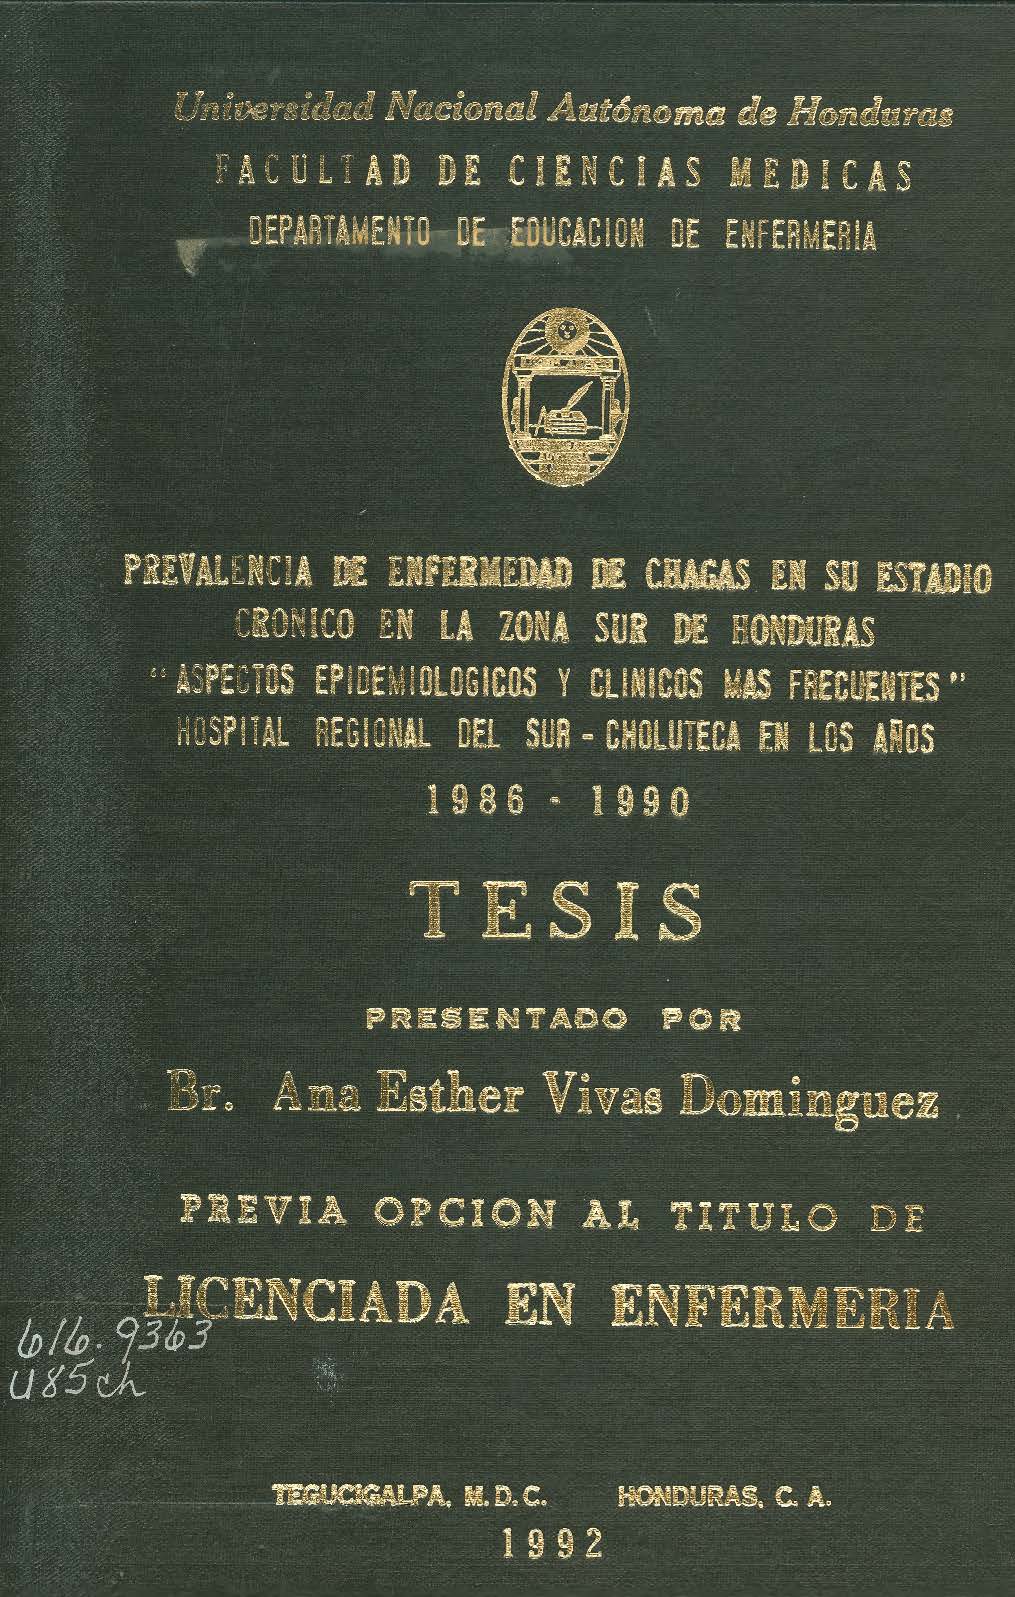 Universidad Nacional Autónoma de Honduras
FACULTAD DE CIENCIAS MEDICAS
DEPARTAMENTO DE EDUCACION DE ENFERMERIA
PREVALENCIA DE ENFERMEDAD DE CHAGAS EN SU ESTADIO
CRONICO EN LA ZONA SUR DE HONDURAS
"ASPECTOS EPIDEMIOLOGICOS Y CLINICOS MAS FRECUENTES"
HOSPITAL REGIONAL DEL SUR - CHOLUTECA EN LOS AÑOS
1986 - 1990
TESIS
PRESENTADO POR
Br. Ana Esther Vivas Dominguez
PREVIA OPCION AL TITULO DE
LICENCIADA EN ENFERMERIA
616.9363
U85ch
TEGUCIGALPA, M.D.C. HONDURAS, C. A.
1992